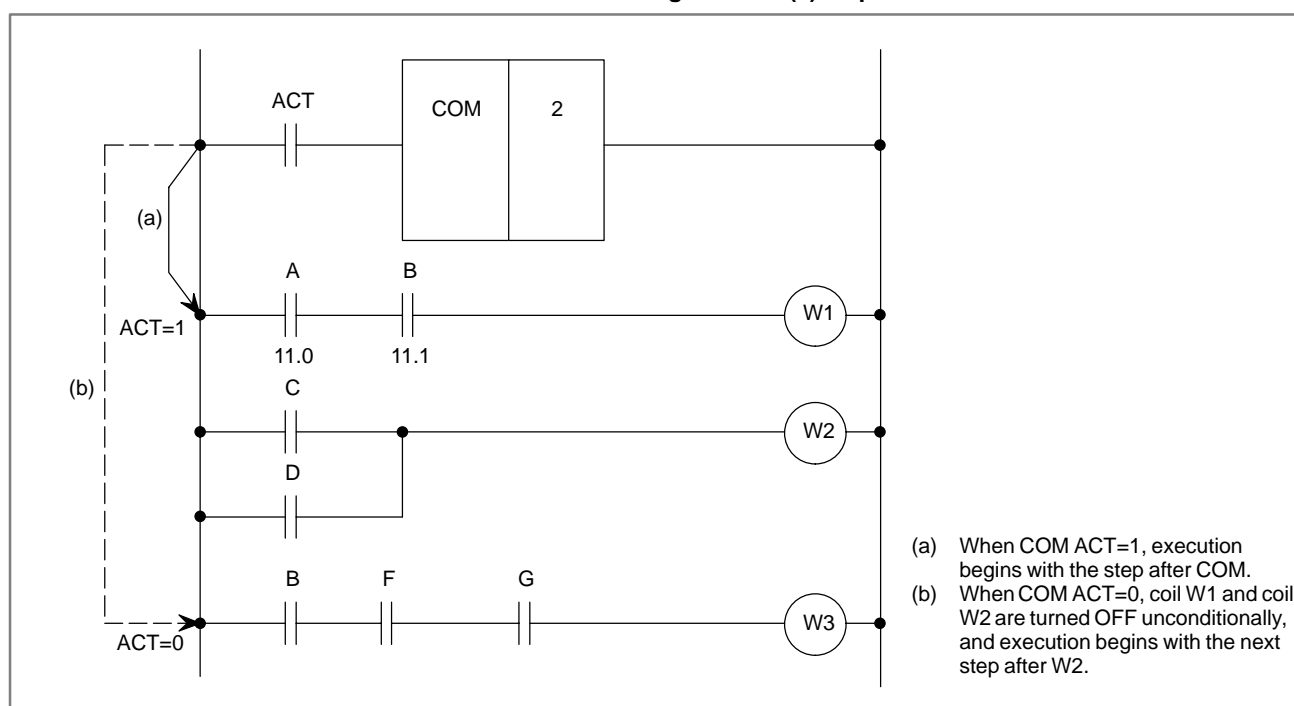 ACT
COM 2
(a)
A B
W1
ACT=1
11.0 11.1
(b)
C
W2
D
(a) When COM ACT=1, execution
begins with the step after COM.
(b) When COM ACT=0, coil W1 and coil
W2 are turned OFF unconditionally,
and execution begins with the next
step after W2.
B F G
W3
ACT=0